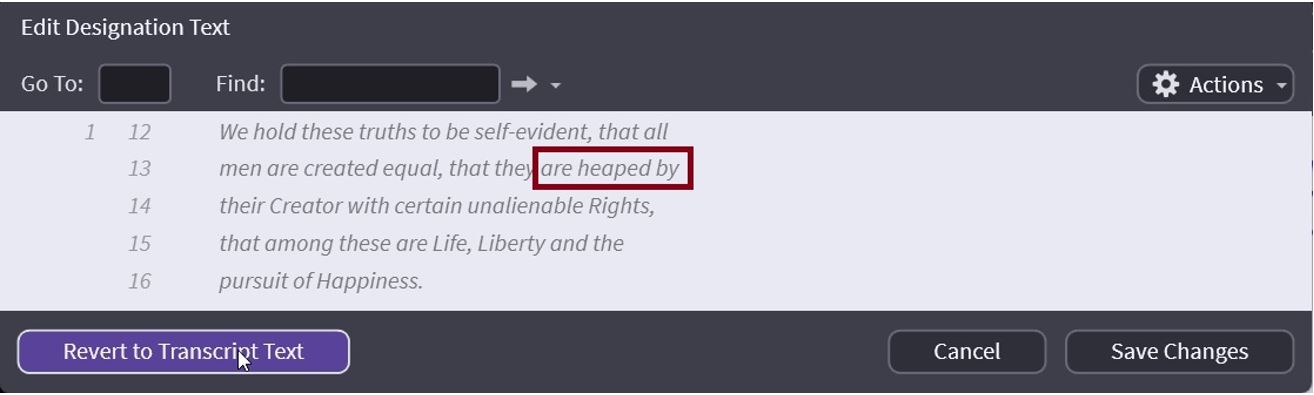 Edit Designation Text
Go To: Find: Actions
1 12 We hold these truths to be self-evident, that all
13 men are created equal, that they are heaped by
14 their Creator with certain unalienable Rights,
15 that among these are Life, Liberty and the
16 pursuit of Happiness.
Revert to Transcript Text Cancel Save Changes